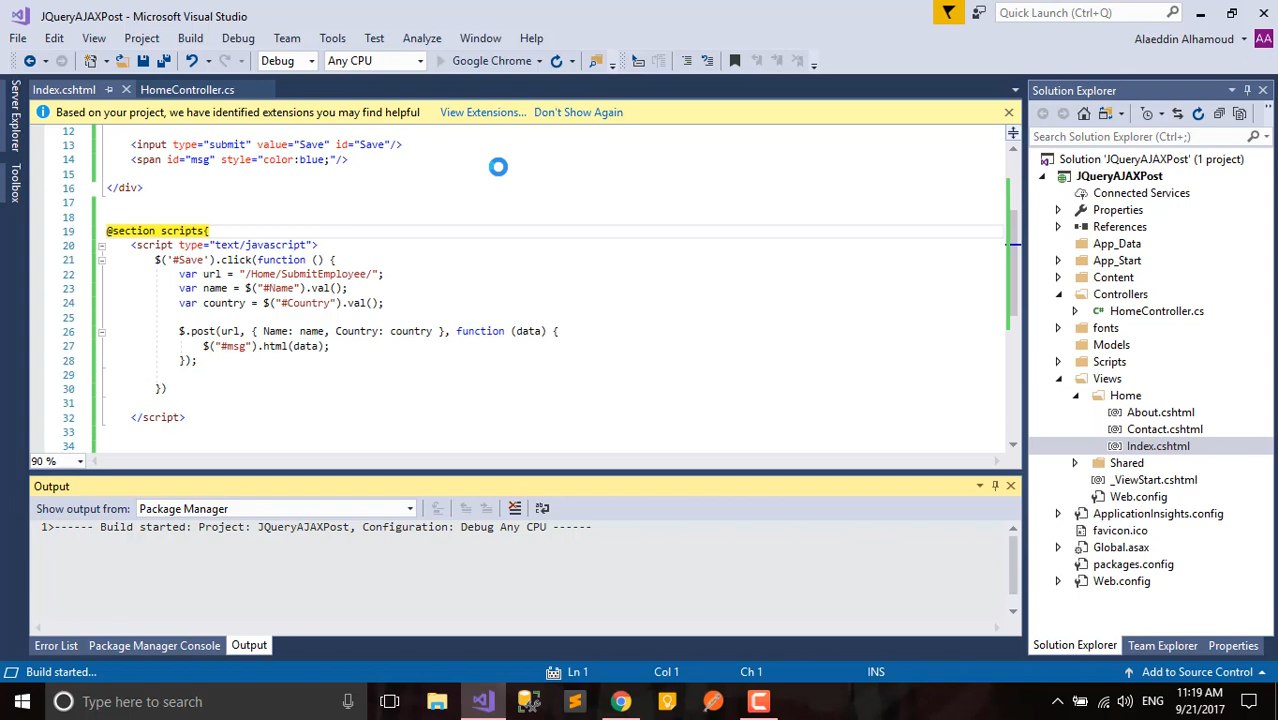 JQueryAJAXPost - Microsoft Visual Studio
Quick Launch (Ctrl+Q)
File Edit View Project Build Debug Team Tools Test Analyze Window Help
Alaeddin Alhamoud AA
Debug Any CPU Google Chrome
Server Explorer
Toolbox
Index.cshtml HomeController.cs
Based on your project, we have identified extensions you may find helpful View Extensions... Don't Show Again
12
13 <input type="submit" value="Save" id="Save"/>
14 <span id="msg" style="color:blue;"/>
15
16 </div>
17
18
19 @section scripts{
20 <script type="text/javascript">
21 $('#Save').click(function () {
22 var url = "/Home/SubmitEmployee/";
23 var name = $("#Name").val();
24 var country = $("#Country").val();
25
26 $.post(url, { Name: name, Country: country }, function (data) {
27 $("#msg").html(data);
28 });
29
30 })
31
32 </script>
33
34
90 %
Output
Show output from: Package Manager
1>------ Build started: Project: JQueryAJAXPost, Configuration: Debug Any CPU ------
Error List Package Manager Console Output
Solution Explorer
Search Solution Explorer (Ctrl+;)
Solution 'JQueryAJAXPost' (1 project)
JQueryAJAXPost
Connected Services
Properties
References
App_Data
App_Start
Content
Controllers
C# HomeController.cs
fonts
Models
Scripts
Views
Home
[@] About.cshtml
[@] Contact.cshtml
[@] Index.cshtml
Shared
[@] _ViewStart.cshtml
Web.config
ApplicationInsights.config
favicon.ico
Global.asax
packages.config
Web.config
Solution Explorer Team Explorer Properties
Build started... Ln 1 Col 1 Ch 1 INS Add to Source Control
Type here to search
ENG
11:19 AM
9/21/2017